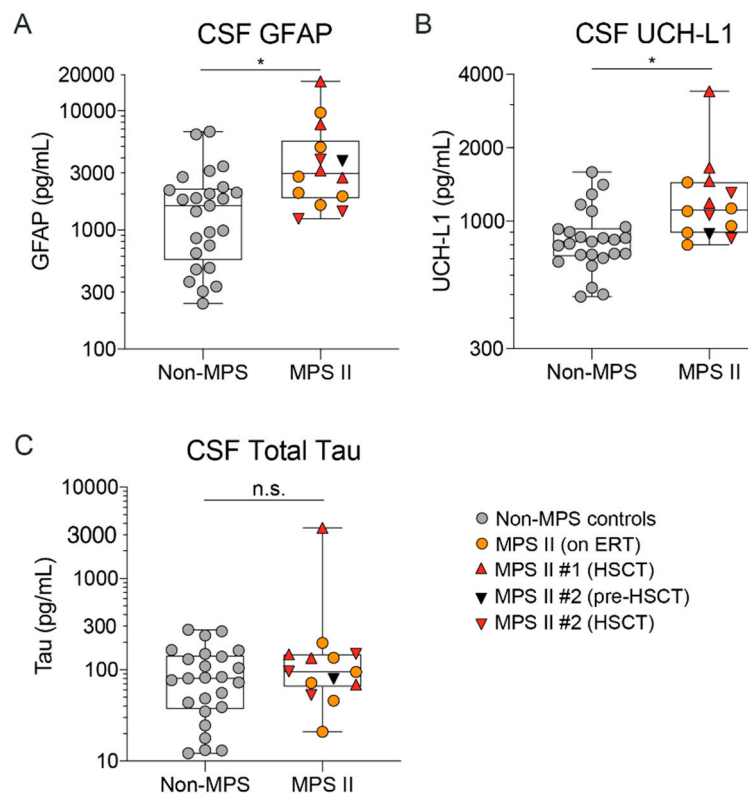 A
CSF GFAP
*
20000
10000
3000
1000
300
100
GFAP (pg/mL)
Non-MPS
MPS II
B
CSF UCH-L1
*
4000
2000
1000
300
UCH-L1 (pg/mL)
Non-MPS
MPS II
C
CSF Total Tau
n.s.
10000
3000
1000
300
100
30
10
Tau (pg/mL)
Non-MPS
MPS II
Non-MPS controls
MPS II (on ERT)
MPS II #1 (HSCT)
MPS II #2 (pre-HSCT)
MPS II #2 (HSCT)